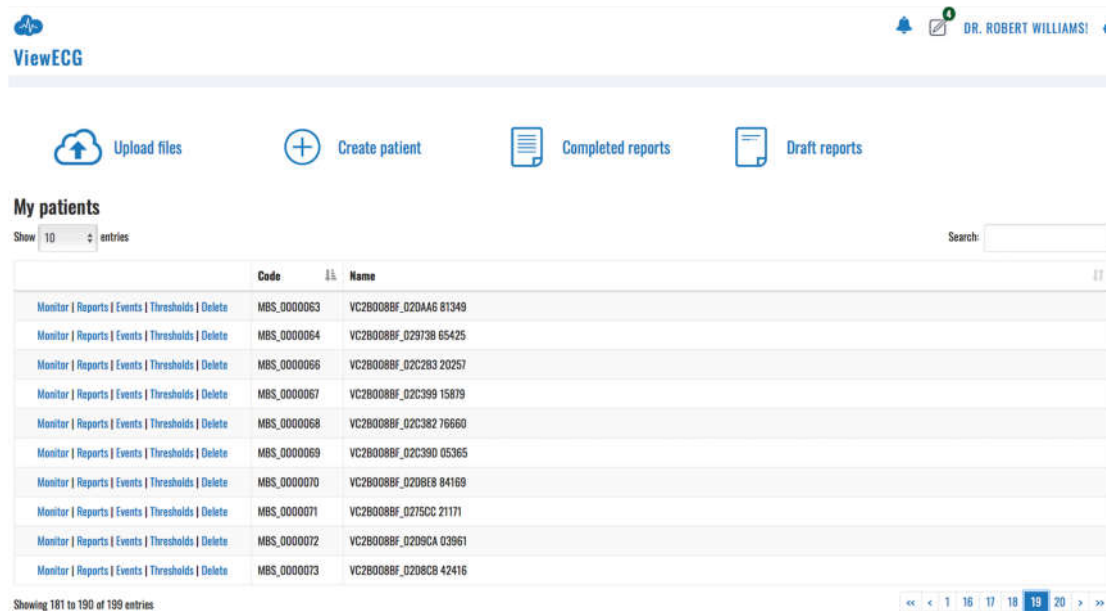 4
DR. ROBERT WILLIAMS!
ViewECG
Upload files
Create patient
Completed reports
Draft reports
My patients
Show 10 entries
Search:
Code Name
Monitor | Reports | Events | Thresholds | Delete MBS_0000063 VC2B008BF_02DAA6 81349
Monitor | Reports | Events | Thresholds | Delete MBS_0000064 VC2B008BF_02973B 65425
Monitor | Reports | Events | Thresholds | Delete MBS_0000066 VC2B008BF_02C2B3 20257
Monitor | Reports | Events | Thresholds | Delete MBS_0000067 VC2B008BF_02C399 15879
Monitor | Reports | Events | Thresholds | Delete MBS_0000068 VC2B008BF_02C382 76660
Monitor | Reports | Events | Thresholds | Delete MBS_0000069 VC2B008BF_02C39D 05365
Monitor | Reports | Events | Thresholds | Delete MBS_0000070 VC2B008BF_02DBE8 84169
Monitor | Reports | Events | Thresholds | Delete MBS_0000071 VC2B008BF_0275CC 21171
Monitor | Reports | Events | Thresholds | Delete MBS_0000072 VC2B008BF_02D9CA 03961
Monitor | Reports | Events | Thresholds | Delete MBS_0000073 VC2B008BF_02D8CB 42416
Showing 181 to 190 of 199 entries
« ‹ 1 16 17 18 19 20 › »